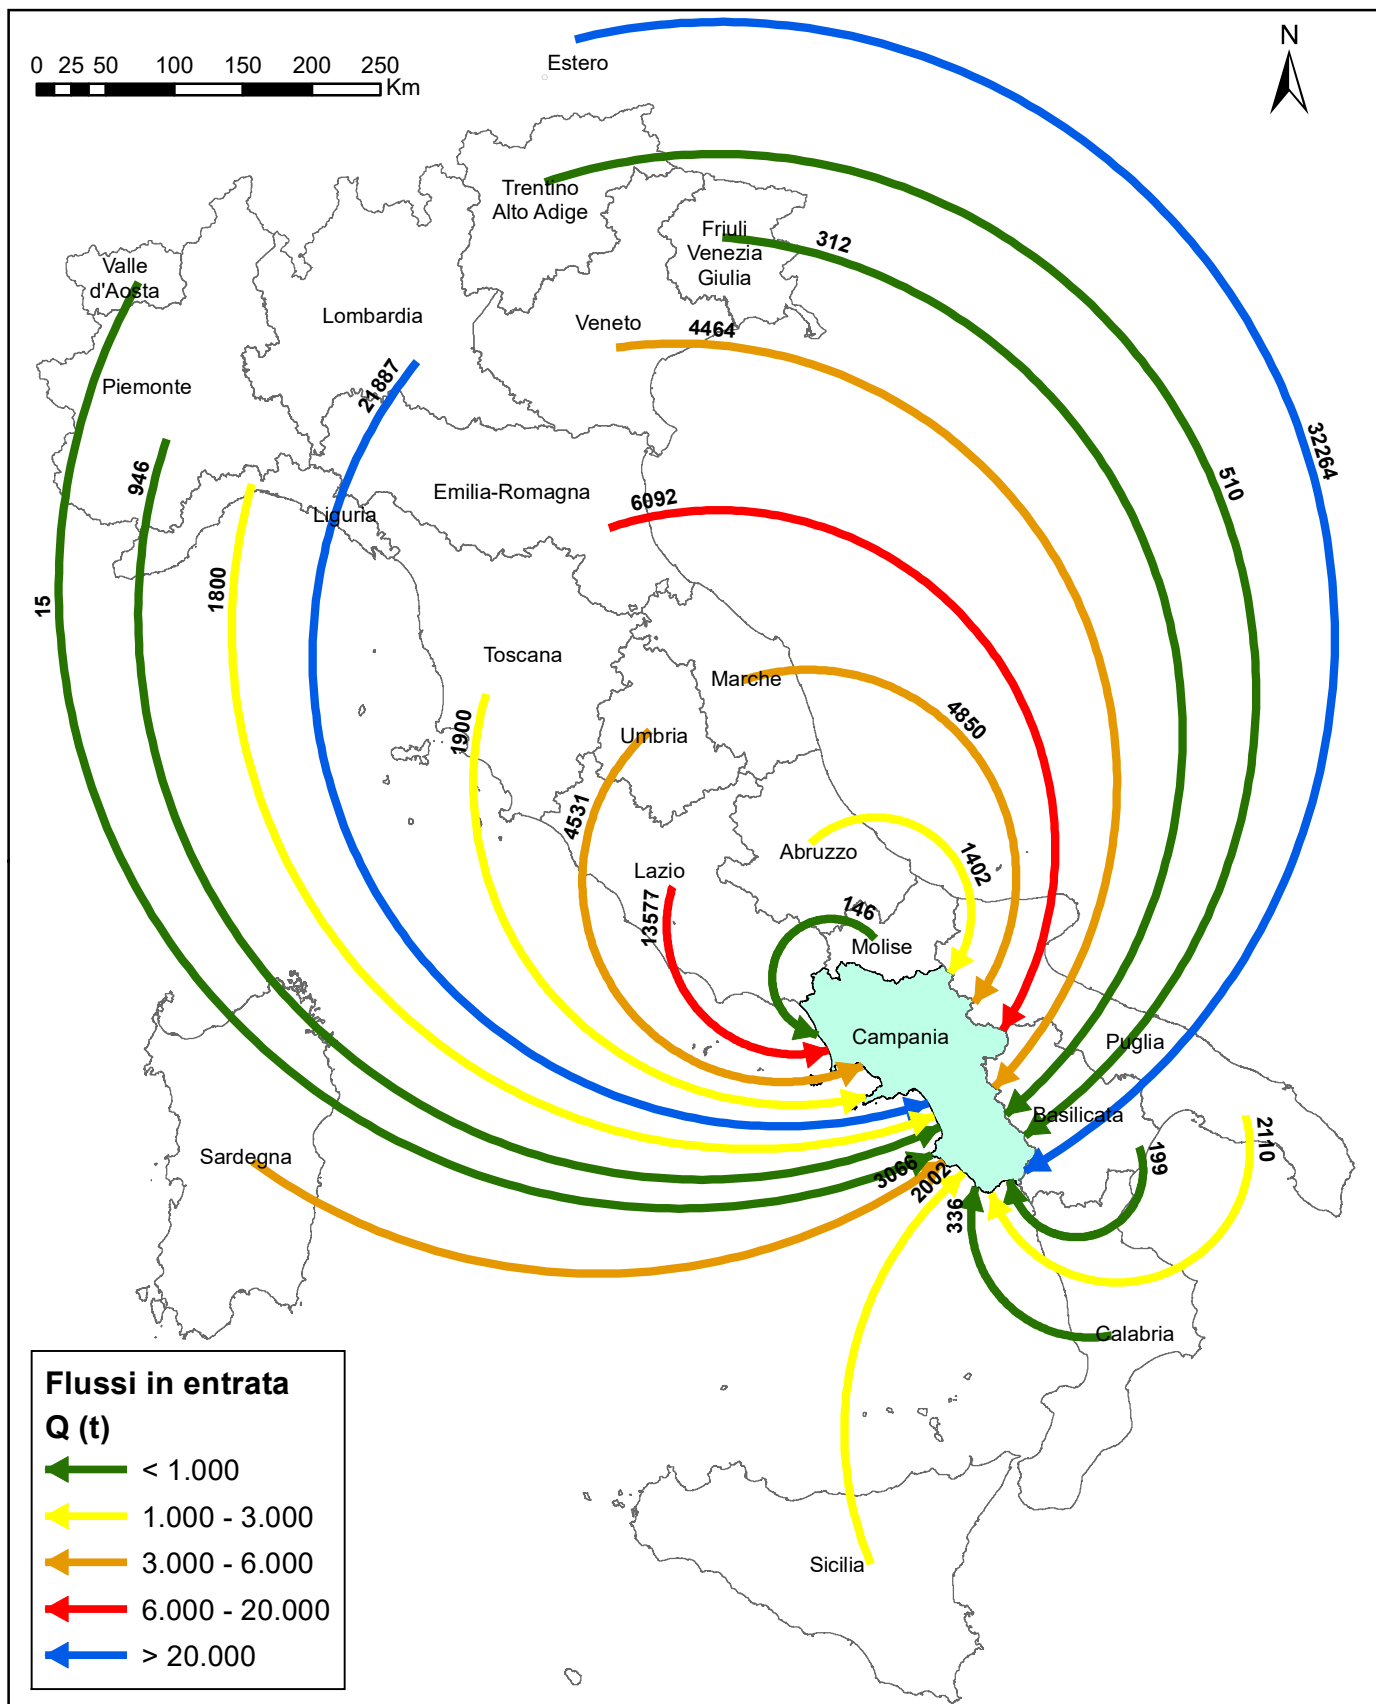 Estero
0 25 50 100 150 200 250
Km
N
Trentino
Alto Adige
Friuli
Venezia
Giulia
312
Valle
d'Aosta
Lombardia
Veneto
4464
Piemonte
21887
32264
510
946
Emilia-Romagna
6092
Liguria
1800
15
Toscana
Marche
4850
1900
Umbria
4531
Abruzzo
1402
Lazio
13577
146
Molise
Campania
Puglia
Basilicata
2110
199
Sardegna
3066
2002
336
Calabria
Sicilia
Flussi in entrata
Q (t)
< 1.000
1.000 - 3.000
3.000 - 6.000
6.000 - 20.000
> 20.000